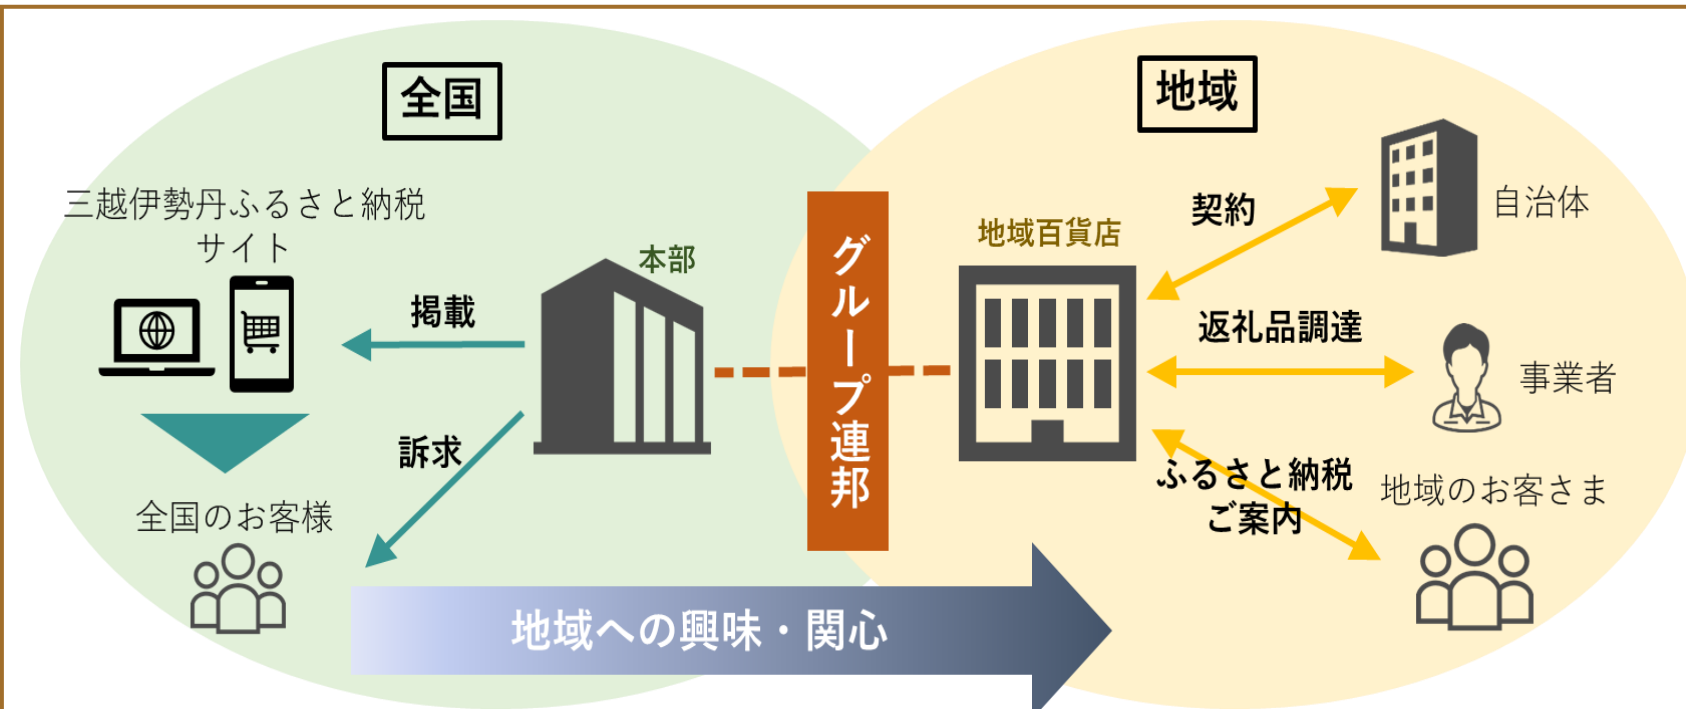 全国
三越伊勢丹ふるさと納税
サイト
本部
掲載
訴求
全国のお客様
グループ連邦
地域
地域百貨店
契約
自治体
返礼品調達
事業者
ふるさと納税
ご案内
地域のお客さま
地域への興味・関心